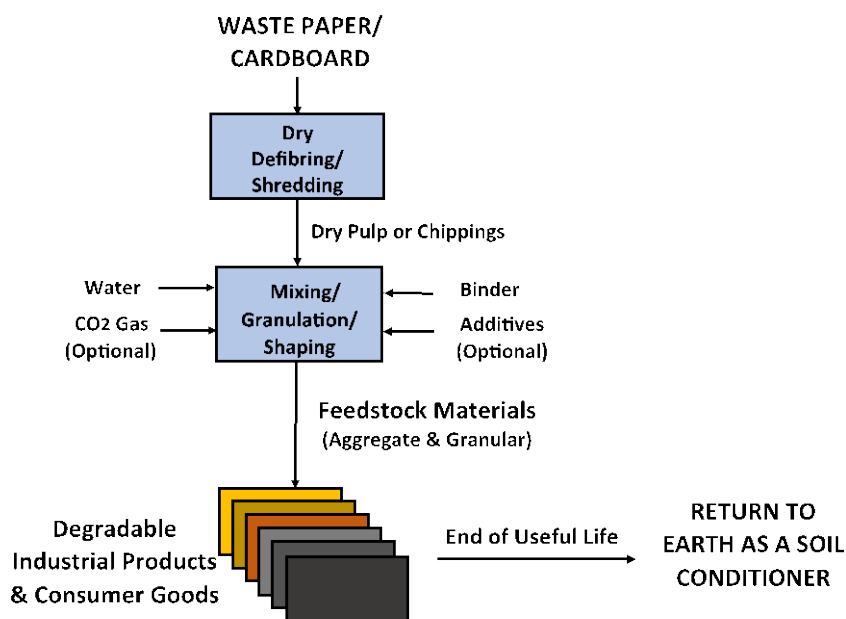 WASTE PAPER/
CARDBOARD
Dry
Defibring/
Shredding
Dry Pulp or Chippings
Water
CO2 Gas
(Optional)
Mixing/
Granulation/
Shaping
Binder
Additives
(Optional)
Feedstock Materials
(Aggregate & Granular)
Degradable
Industrial Products
& Consumer Goods
End of Useful Life
RETURN TO
EARTH AS A SOIL
CONDITIONER